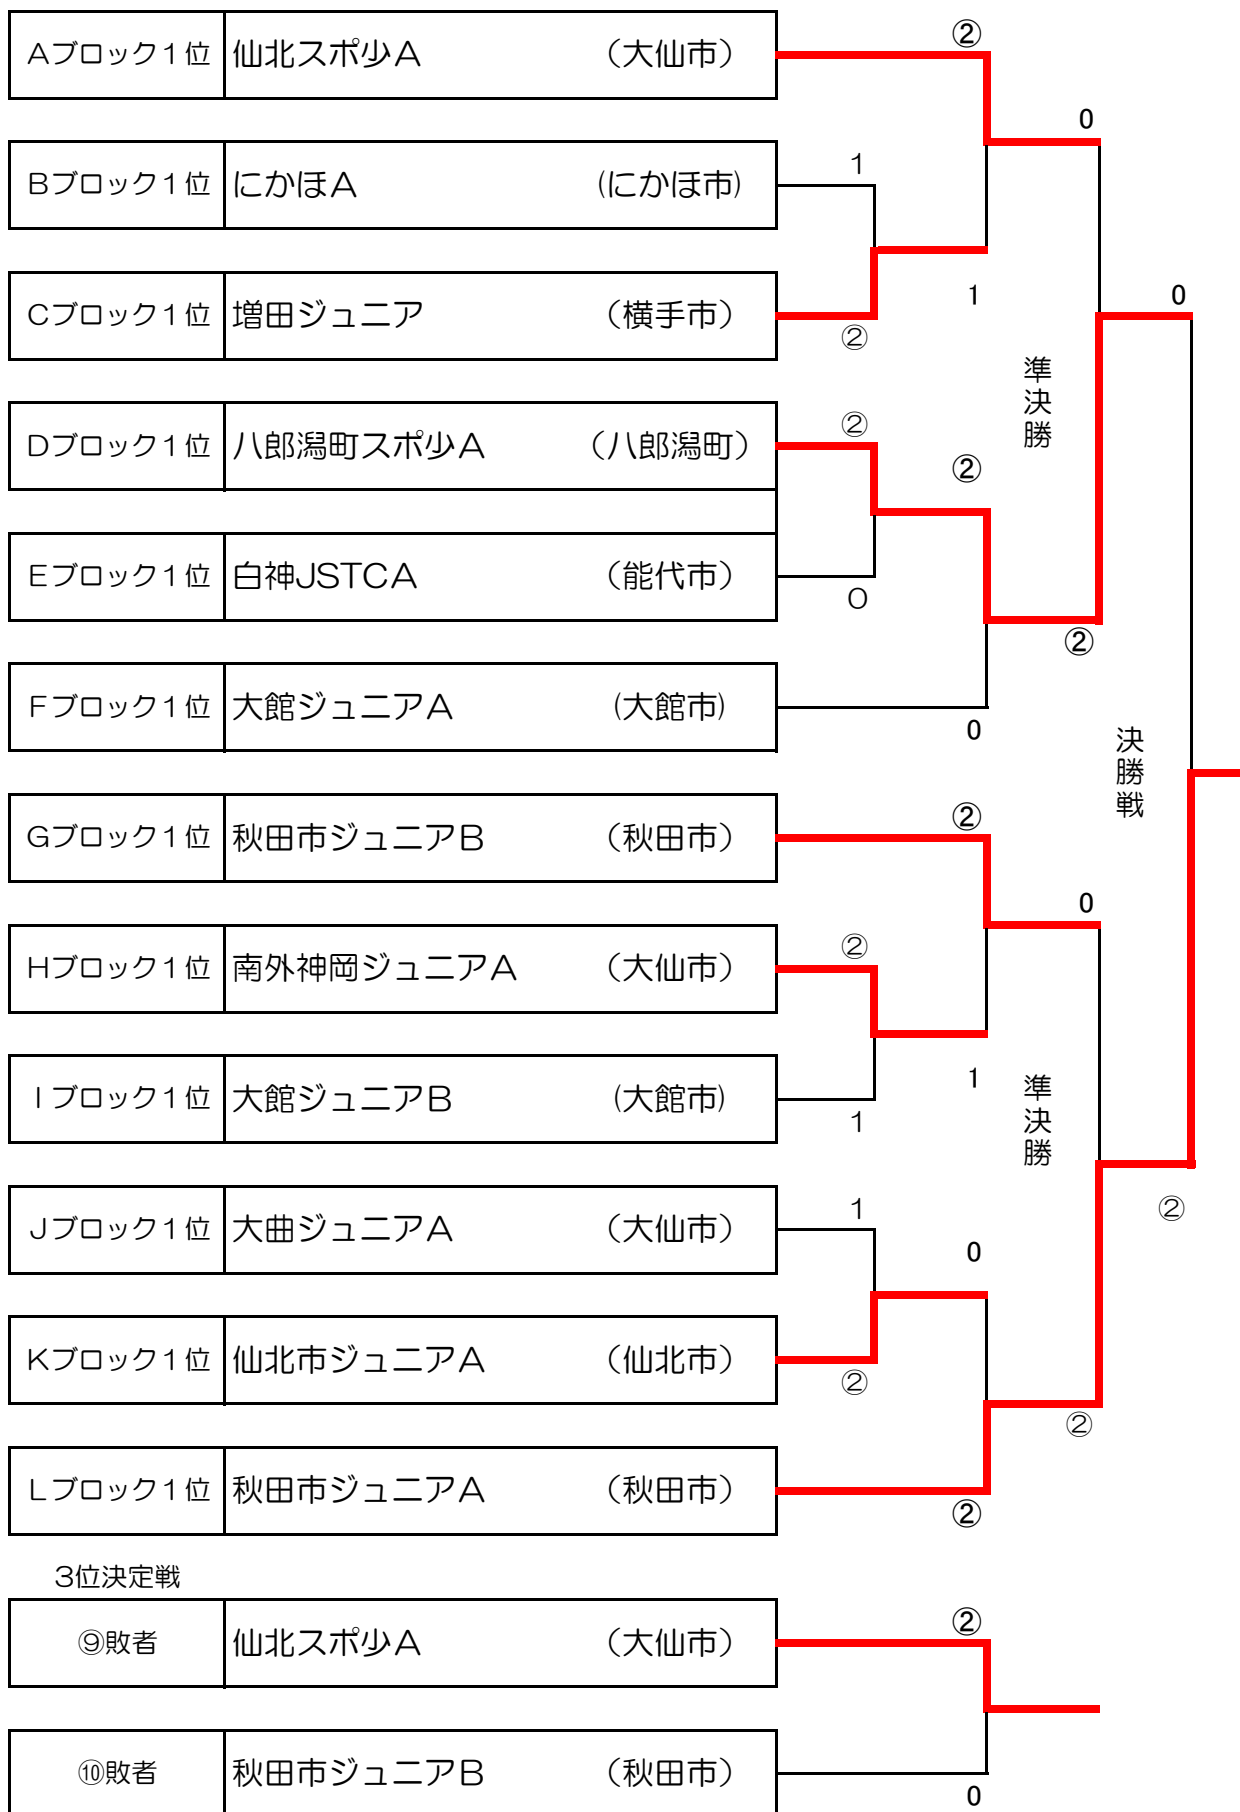 Aブロック１位 仙北スポ少A （大仙市） ②
0
Bブロック１位 にかほA (にかほ市) 1
Cブロック１位 増田ジュニア （横手市） ②
1
0
準決勝
Dブロック１位 八郎潟町スポ少A （八郎潟町） ②
②
Eブロック１位 白神JSTCA （能代市） 0
②
Fブロック１位 大館ジュニアA (大館市) 0
決勝戦
Gブロック１位 秋田市ジュニアB （秋田市） ②
0
Hブロック１位 南外神岡ジュニアA （大仙市） ②
Iブロック１位 大館ジュニアB (大館市) 1
1
準決勝
Jブロック１位 大曲ジュニアA （大仙市） 1
0
②
Kブロック１位 仙北市ジュニアA （仙北市） ②
②
Lブロック１位 秋田市ジュニアA （秋田市） ②
3位決定戦
⑨敗者 仙北スポ少A （大仙市） ②
⑩敗者 秋田市ジュニアB （秋田市） 0